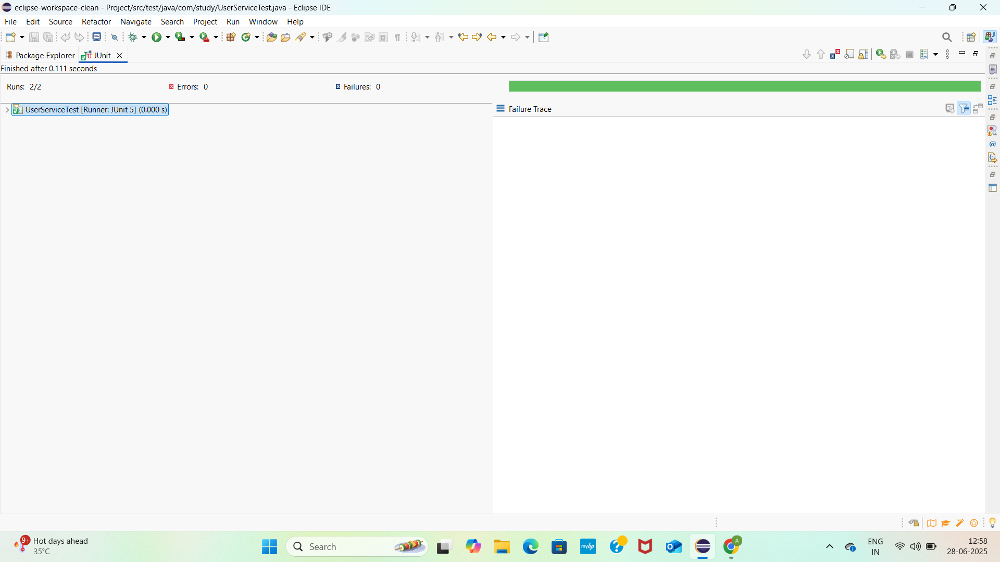 eclipse-workspace-clean - Project/src/test/java/com/study/UserServiceTest.java - Eclipse IDE
File Edit Source Refactor Navigate Search Project Run Window Help
Package Explorer JUnit
Finished after 0.111 seconds
Runs: 2/2 Errors: 0 Failures: 0
UserServiceTest [Runner: JUnit 5] (0.000 s)
Failure Trace
9+
Hot days ahead
35°C
Search
myhp
A
ENG
IN
12:58
28-06-2025